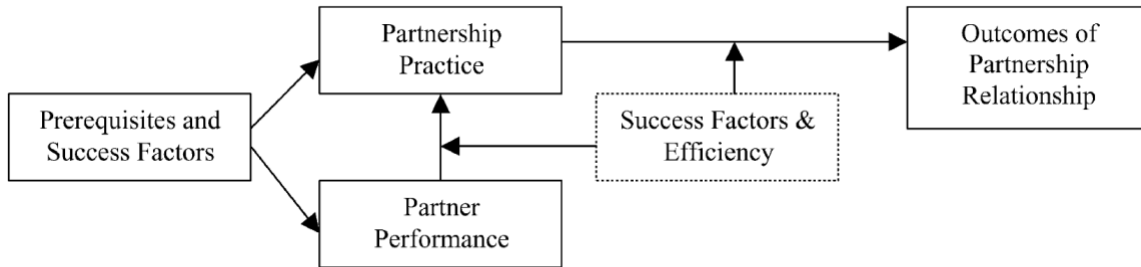 Prerequisites and
Success Factors
Partnership
Practice
Partner
Performance
Success Factors &
Efficiency
Outcomes of
Partnership
Relationship